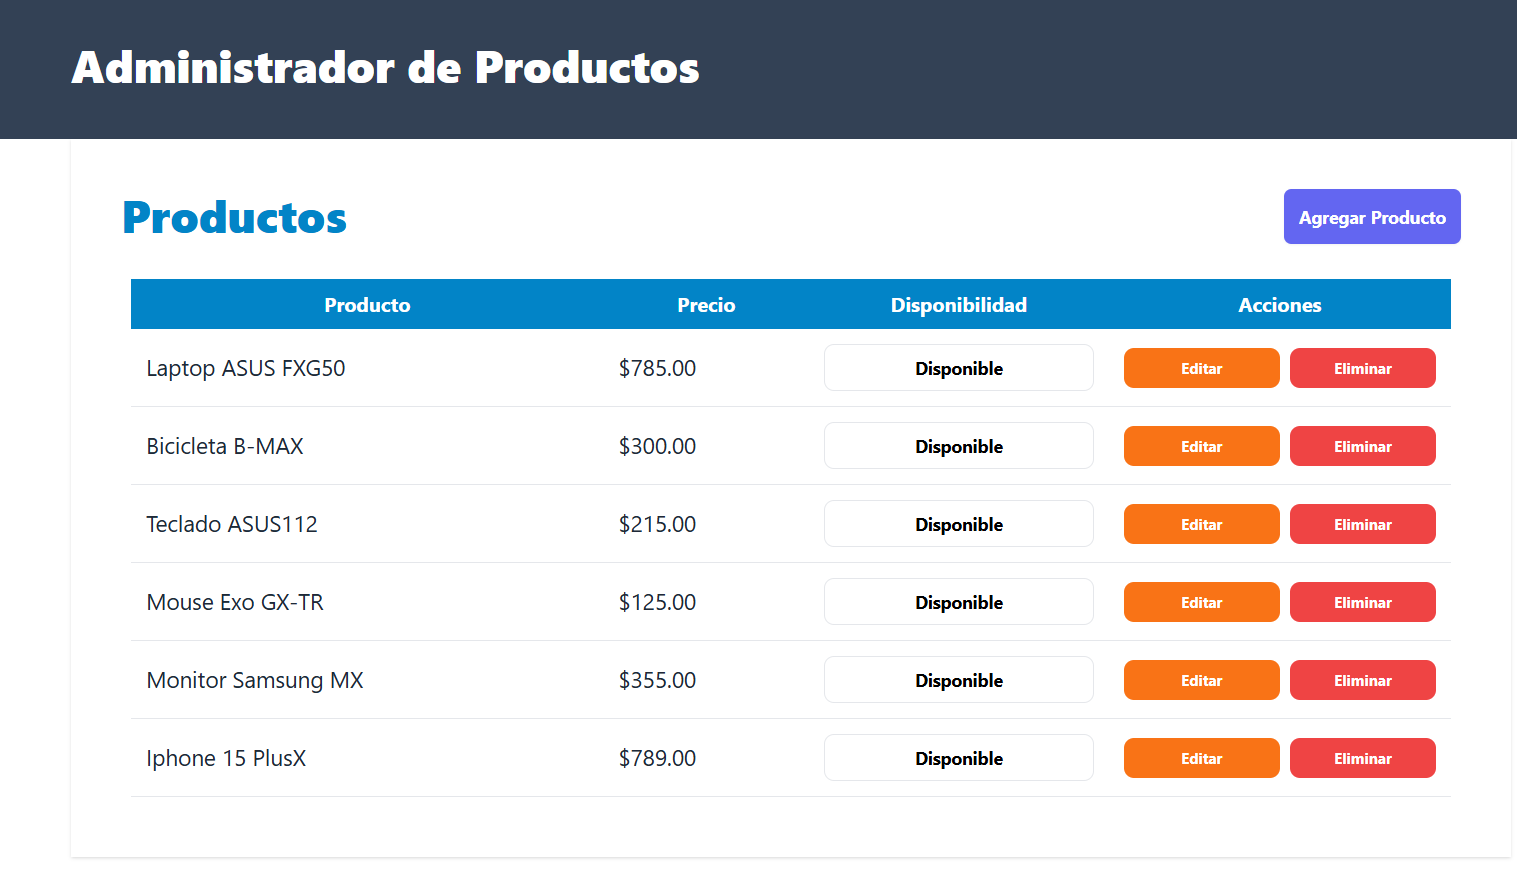 Administrador de Productos
Productos
Agregar Producto
Producto Precio Disponibilidad Acciones
Laptop ASUS FXG50 $785.00 Disponible Editar Eliminar
Bicicleta B-MAX $300.00 Disponible Editar Eliminar
Teclado ASUS112 $215.00 Disponible Editar Eliminar
Mouse Exo GX-TR $125.00 Disponible Editar Eliminar
Monitor Samsung MX $355.00 Disponible Editar Eliminar
Iphone 15 PlusX $789.00 Disponible Editar Eliminar